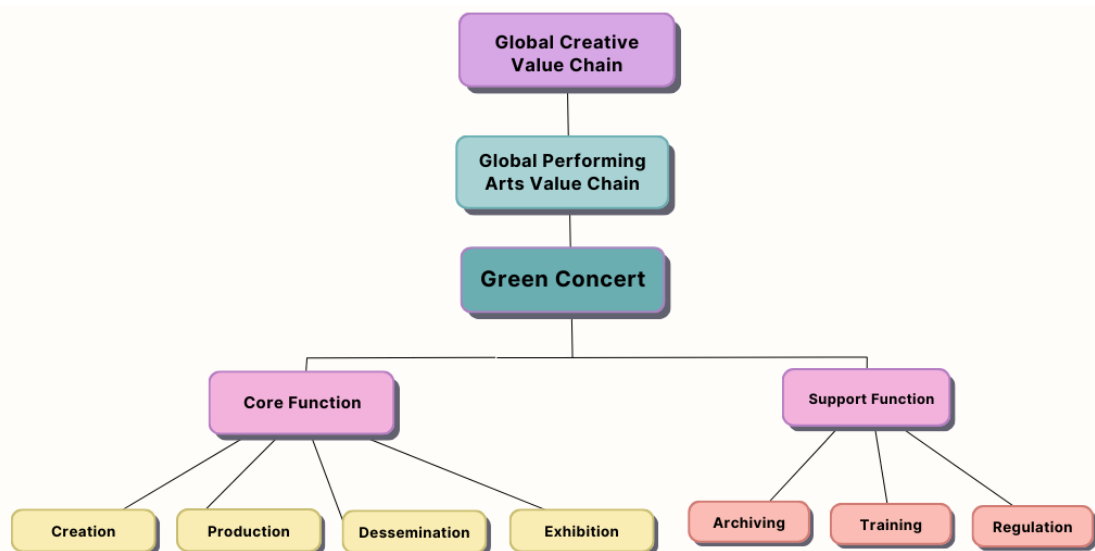 Global Creative
Value Chain
Global Performing
Arts Value Chain
Green Concert
Core Function
Support Function
Creation
Production
Dessemination
Exhibition
Archiving
Training
Regulation